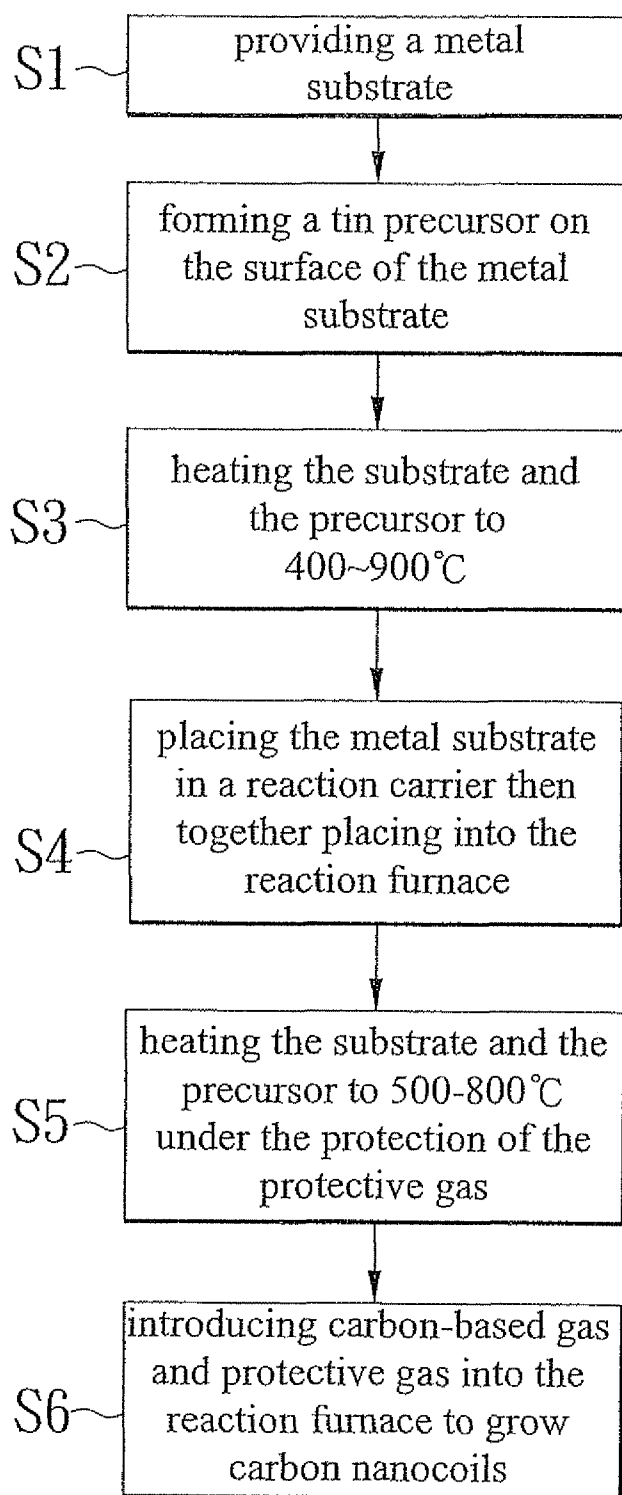 S1
providing a metal
substrate
S2
forming a tin precursor on
the surface of the metal
substrate
S3
heating the substrate and
the precursor to
400~900℃
S4
placing the metal substrate
in a reaction carrier then
together placing into the
reaction furnace
S5
heating the substrate and the
precursor to 500-800℃
under the protection of the
protective gas
S6
introducing carbon-based gas
and protective gas into the
reaction furnace to grow
carbon nanocoils